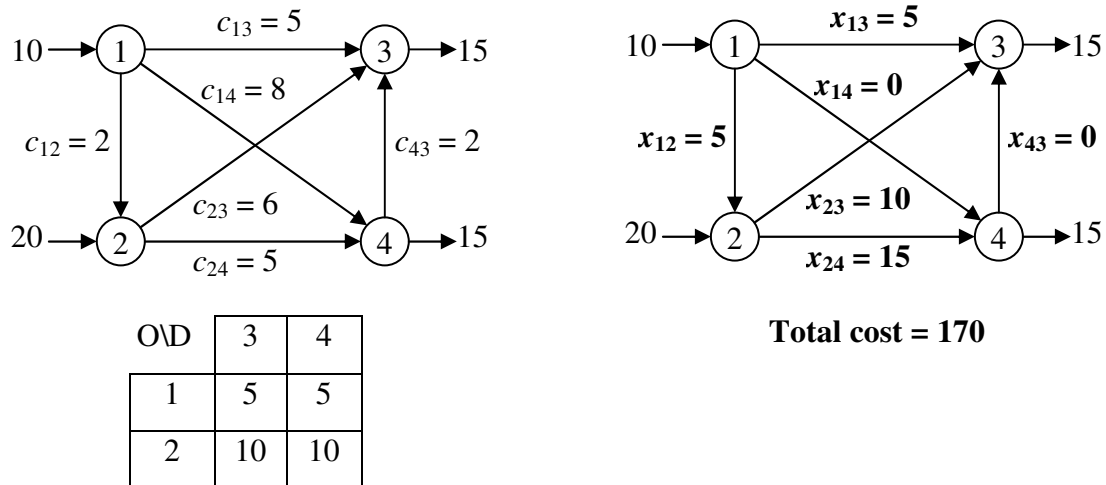 c13 = 5
10 1 3 15
c14 = 8
c12 = 2
c43 = 2
c23 = 6
20 2 4 15
c24 = 5
O\D 3 4
1 5 5
2 10 10
x13 = 5
10 1 3 15
x14 = 0
x12 = 5
x43 = 0
x23 = 10
20 2 4 15
x24 = 15
Total cost = 170